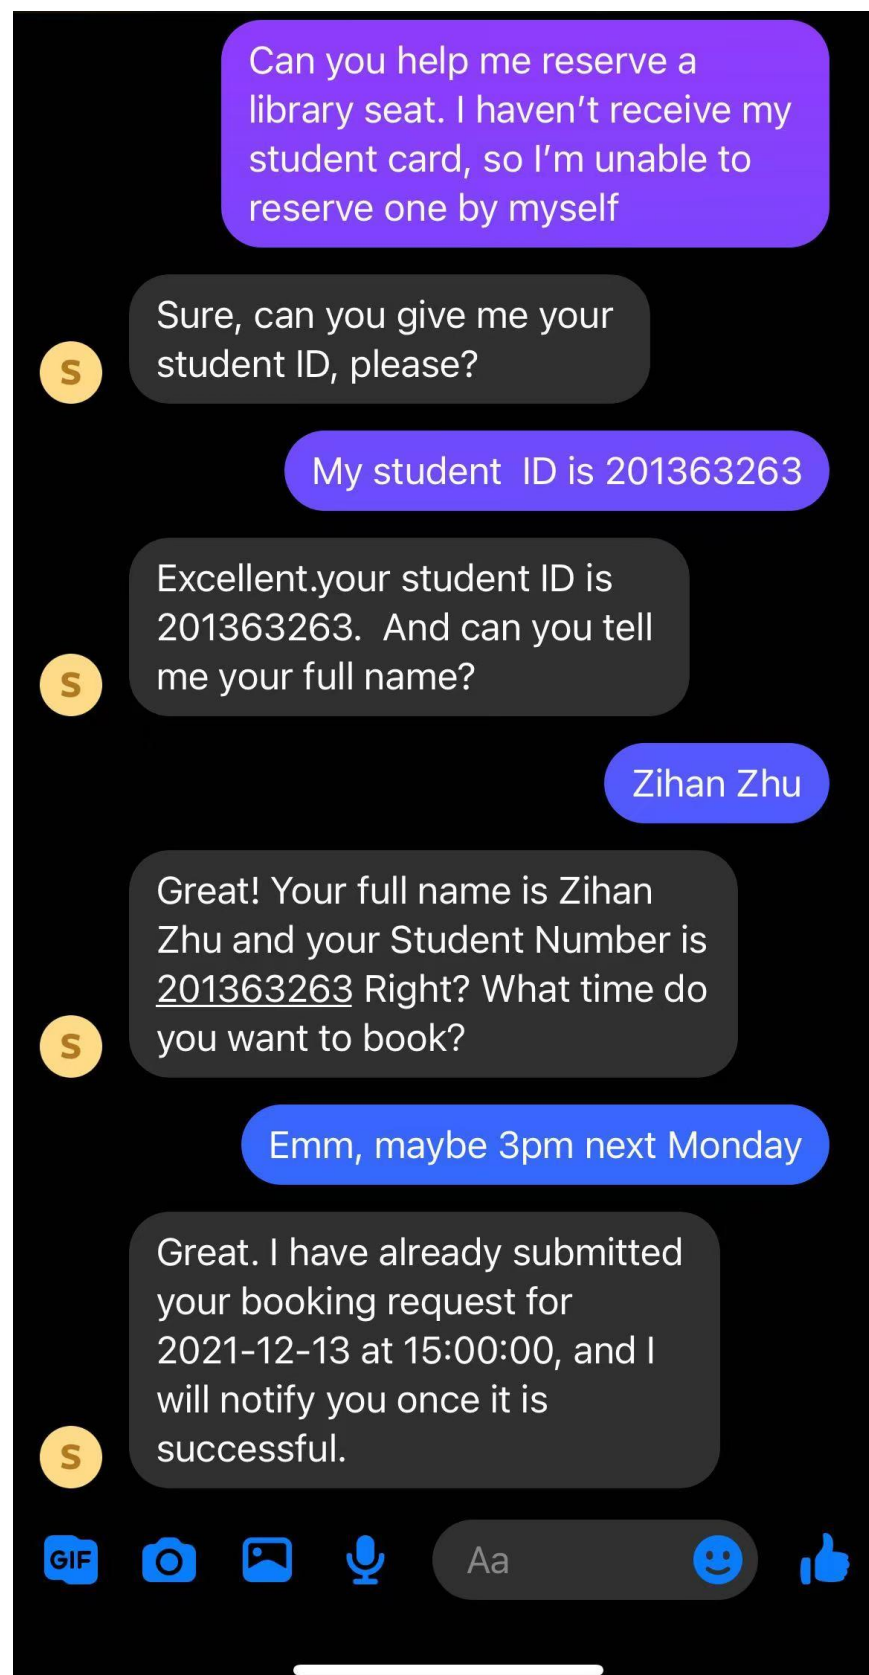 Can you help me reserve a
library seat. I haven't receive my
student card, so I'm unable to
reserve one by myself
Sure, can you give me your
student ID, please?
S
My student  ID is 201363263
Excellent.your student ID is
201363263.  And can you tell
me your full name?
S
Zihan Zhu
Great! Your full name is Zihan
Zhu and your Student Number is
201363263 Right? What time do
you want to book?
S
Emm, maybe 3pm next Monday
Great. I have already submitted
your booking request for
2021-12-13 at 15:00:00, and I
will notify you once it is
successful.
S
GIF
Aa